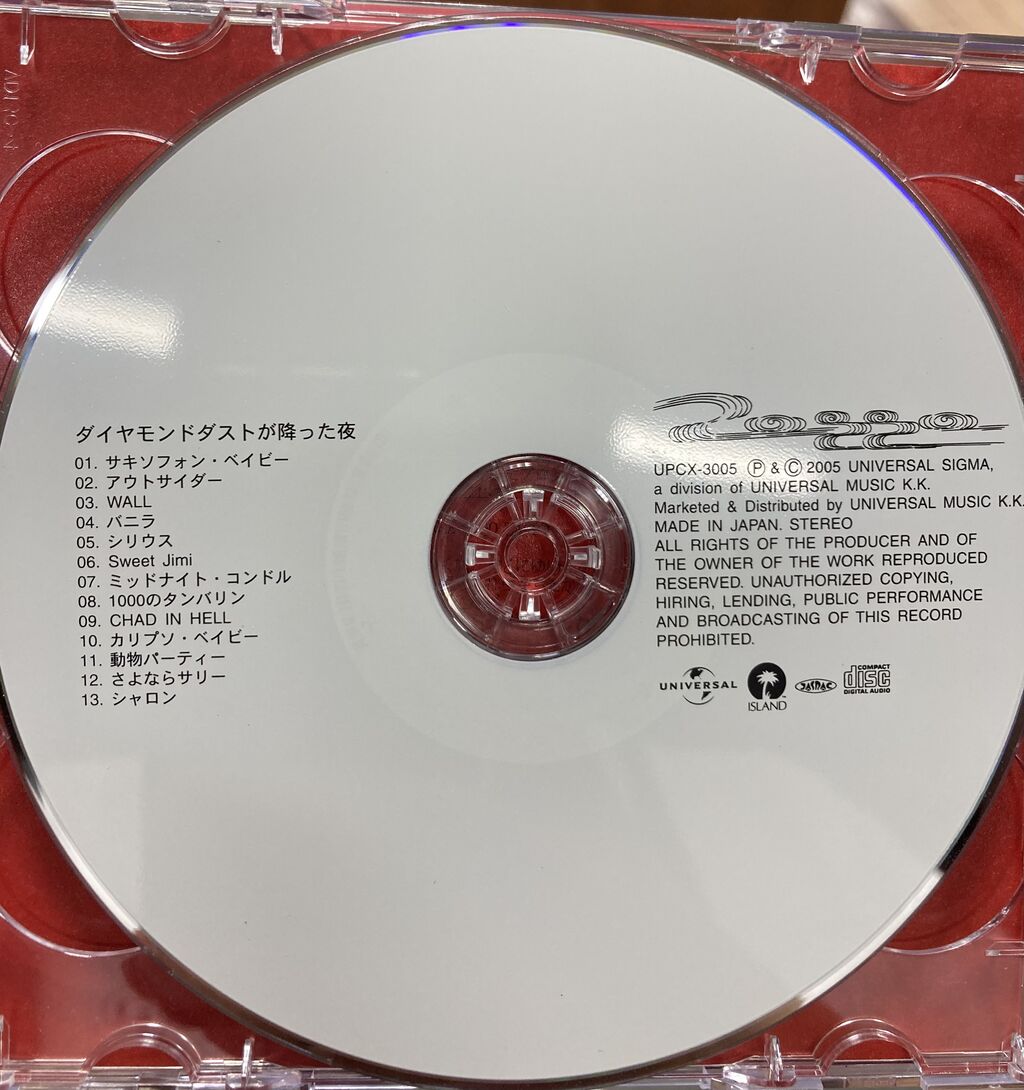 ダイヤモンドダストが降った夜
01. サキソフォン・ベイビー
02. アウトサイダー
03. WALL
04. バニラ
05. シリウス
06. Sweet Jimi
07. ミッドナイト・コンドル
08. 1000のタンバリン
09. CHAD IN HELL
10. カリプソ・ベイビー
11. 動物パーティー
12. さよならサリー
13. シャロン
ROSSO
UPCX-3005 Ⓟ & Ⓒ 2005 UNIVERSAL SIGMA,
a division of UNIVERSAL MUSIC K.K.
Marketed & Distributed by UNIVERSAL MUSIC K.K.
MADE IN JAPAN. STEREO
ALL RIGHTS OF THE PRODUCER AND OF
THE OWNER OF THE WORK REPRODUCED
RESERVED. UNAUTHORIZED COPYING,
HIRING, LENDING, PUBLIC PERFORMANCE
AND BROADCASTING OF THIS RECORD
PROHIBITED.
UNIVERSAL
ISLAND
JASRAC
COMPACT
disc
DIGITAL AUDIO